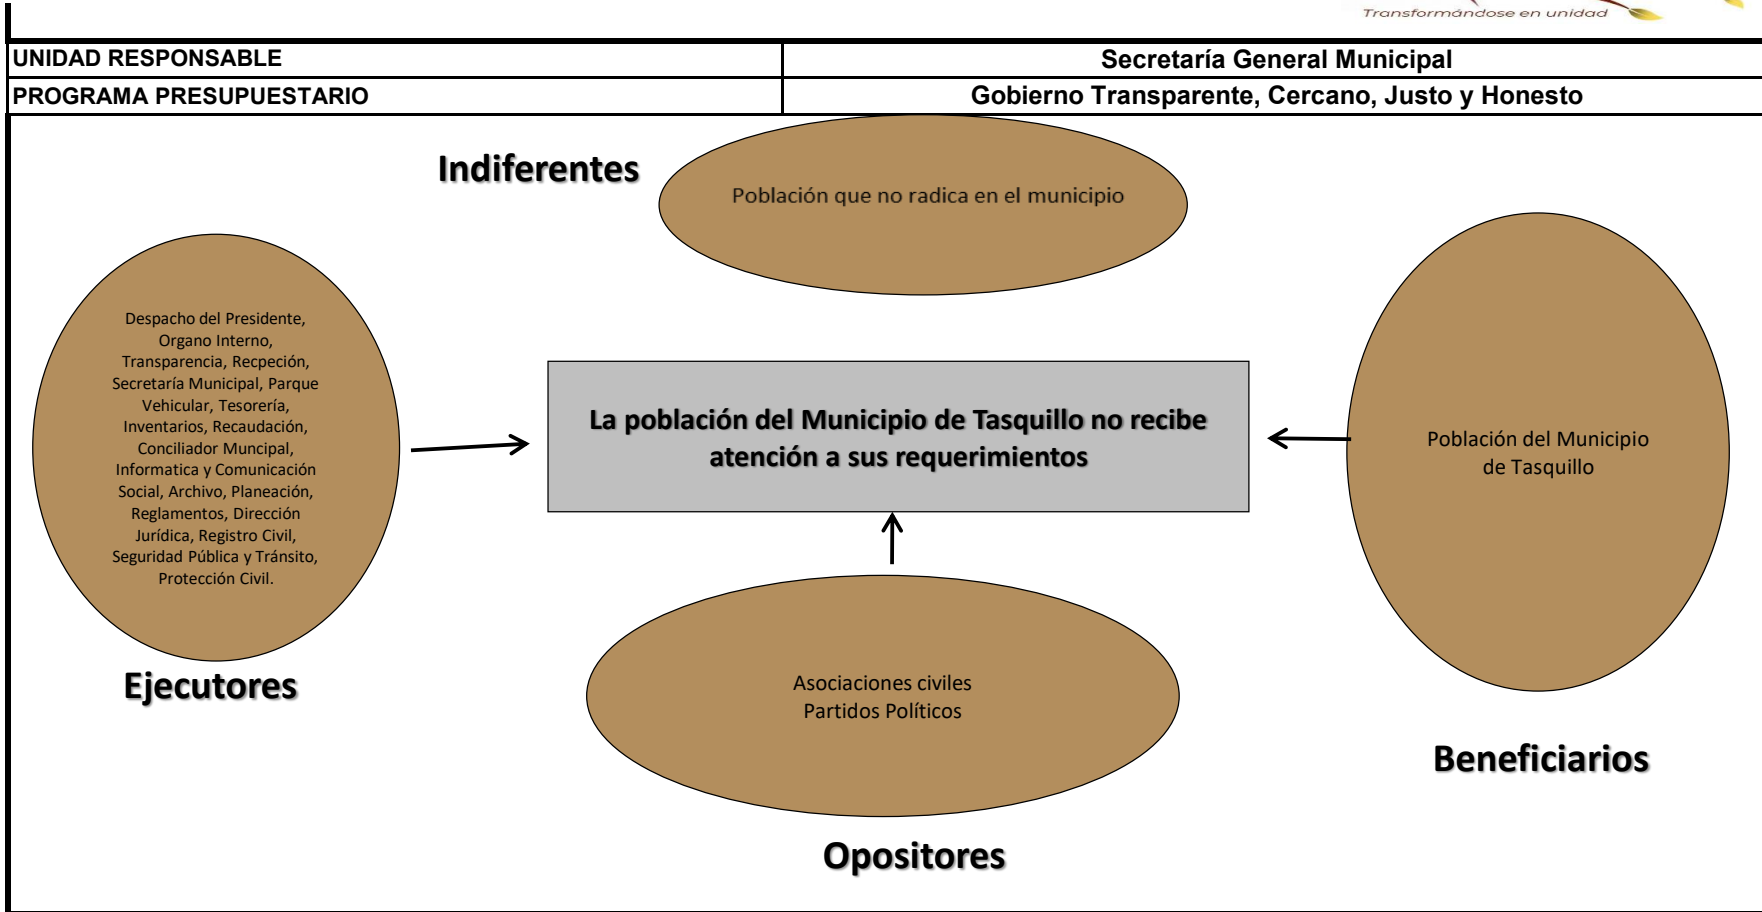 Transformándose en unidad
UNIDAD RESPONSABLE
Secretaría General Municipal
PROGRAMA PRESUPUESTARIO
Gobierno Transparente, Cercano, Justo y Honesto
Indiferentes
Población que no radica en el municipio
Despacho del Presidente,
Organo Interno,
Transparencia, Recpeción,
Secretaría Municipal, Parque
Vehicular, Tesorería,
Inventarios, Recaudación,
Conciliador Muncipal,
Informatica y Comunicación
Social, Archivo, Planeación,
Reglamentos, Dirección
Jurídica, Registro Civil,
Seguridad Pública y Tránsito,
Protección Civil.
Ejecutores
La población del Municipio de Tasquillo no recibe
atención a sus requerimientos
Población del Municipio
de Tasquillo
Beneficiarios
Asociaciones civiles
Partidos Políticos
Opositores